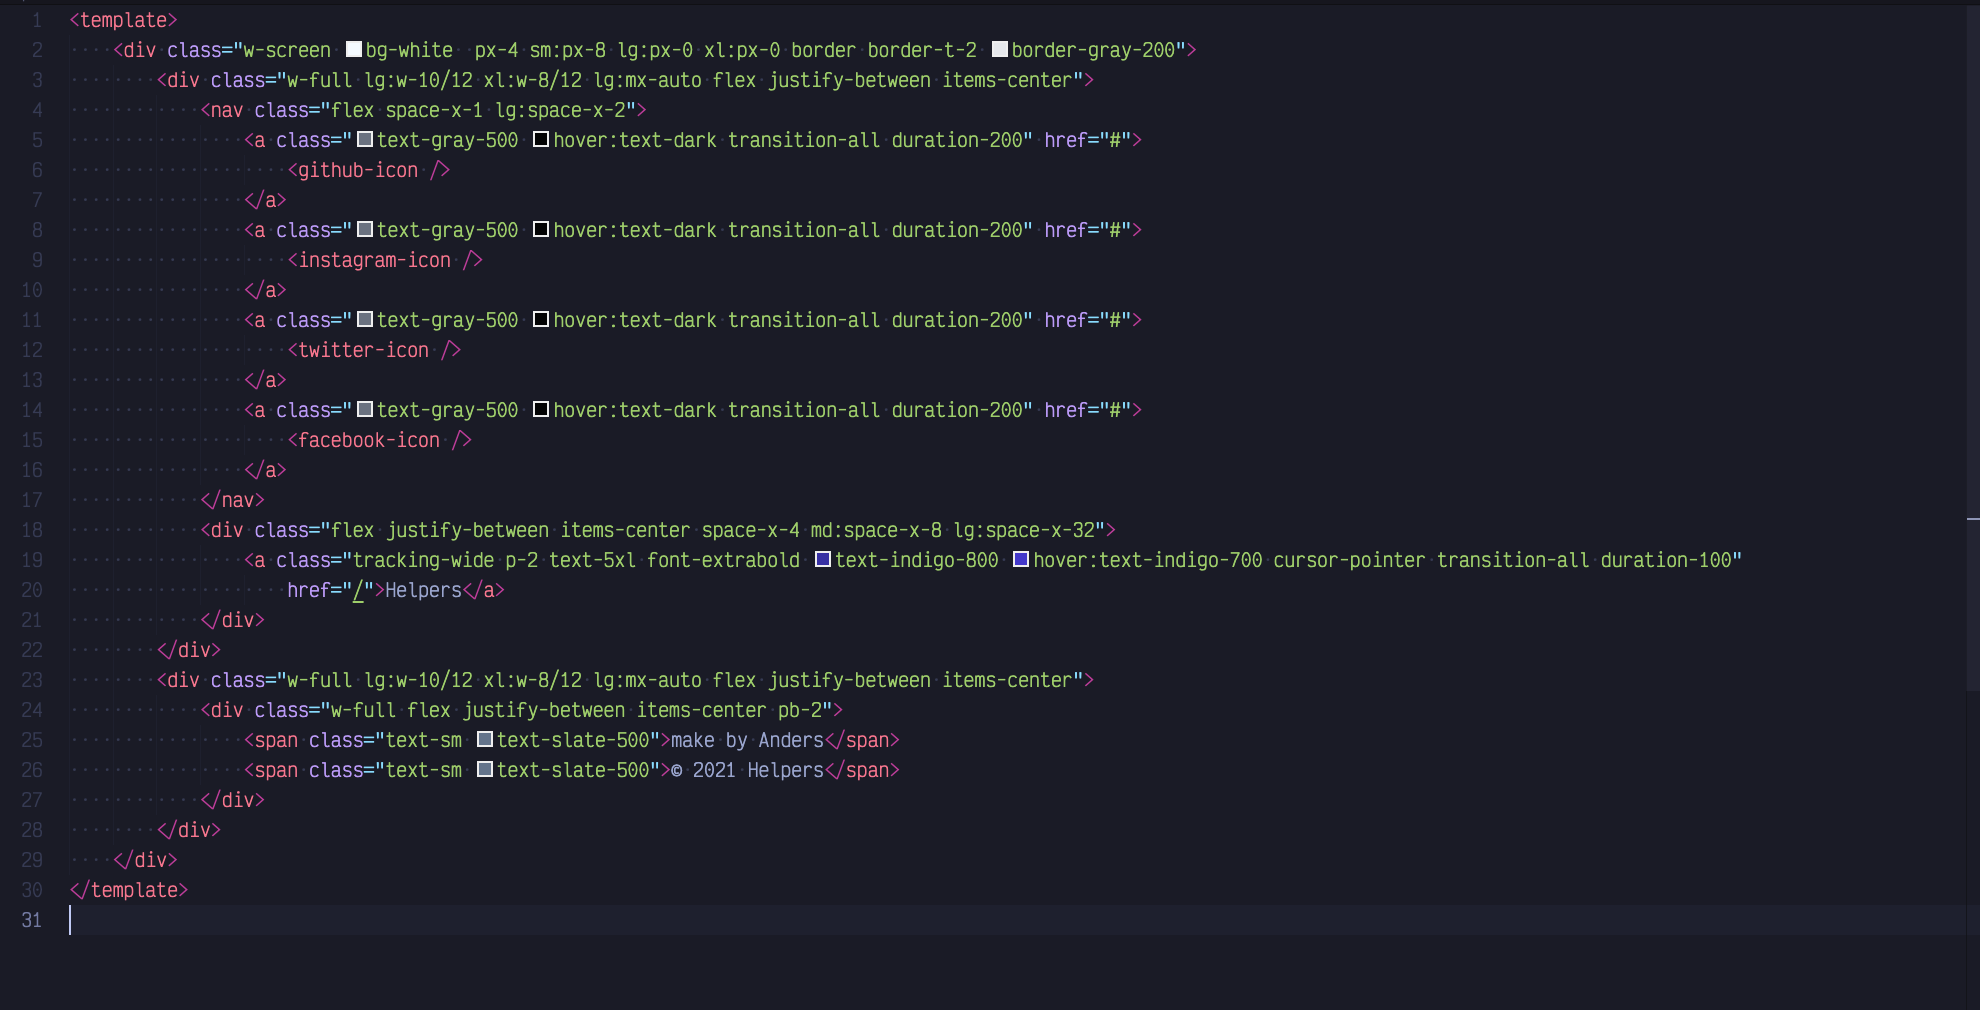 1 <template>
2 <div class="w-screen bg-white  px-4 sm:px-8 lg:px-0 xl:px-0 border border-t-2 border-gray-200">
3 <div class="w-full lg:w-10/12 xl:w-8/12 lg:mx-auto flex justify-between items-center">
4 <nav class="flex space-x-1 lg:space-x-2">
5 <a class="text-gray-500 hover:text-dark transition-all duration-200" href="#">
6 <github-icon />
7 </a>
8 <a class="text-gray-500 hover:text-dark transition-all duration-200" href="#">
9 <instagram-icon />
10 </a>
11 <a class="text-gray-500 hover:text-dark transition-all duration-200" href="#">
12 <twitter-icon />
13 </a>
14 <a class="text-gray-500 hover:text-dark transition-all duration-200" href="#">
15 <facebook-icon />
16 </a>
17 </nav>
18 <div class="flex justify-between items-center space-x-4 md:space-x-8 lg:space-x-32">
19 <a class="tracking-wide p-2 text-5xl font-extrabold text-indigo-800 hover:text-indigo-700 cursor-pointer transition-all duration-100"
20 href="/">Helpers</a>
21 </div>
22 </div>
23 <div class="w-full lg:w-10/12 xl:w-8/12 lg:mx-auto flex justify-between items-center">
24 <div class="w-full flex justify-between items-center pb-2">
25 <span class="text-sm text-slate-500">make by Anders</span>
26 <span class="text-sm text-slate-500">© 2021 Helpers</span>
27 </div>
28 </div>
29 </div>
30 </template>
31